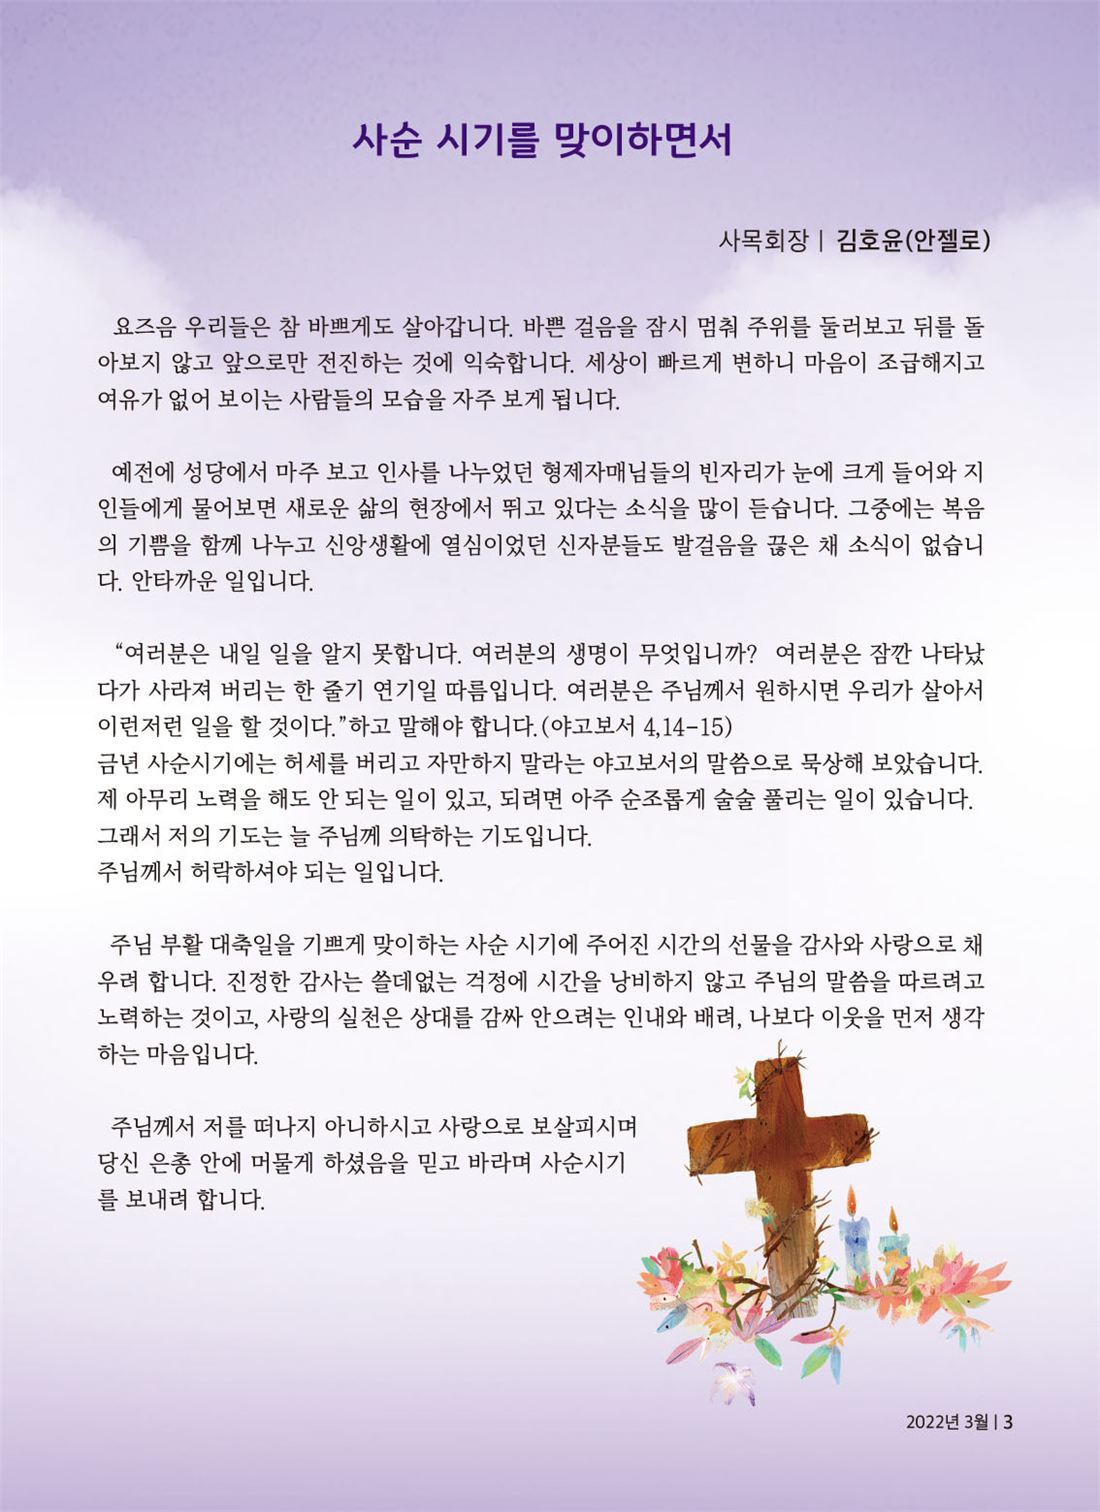 사순 시기를 맞이하면서
사목회장 | 김호윤(안젤로)
요즈음 우리들은 참 바쁘게도 살아갑니다. 바쁜 걸음을 잠시 멈춰 주위를 둘러보고 뒤를 돌
아보지 않고 앞으로만 전진하는 것에 익숙합니다. 세상이 빠르게 변하니 마음이 조급해지고
여유가 없어 보이는 사람들의 모습을 자주 보게 됩니다.
예전에 성당에서 마주 보고 인사를 나누었던 형제자매님들의 빈자리가 눈에 크게 들어와 지
인들에게 물어보면 새로운 삶의 현장에서 뛰고 있다는 소식을 많이 듣습니다. 그중에는 복음
의 기쁨을 함께 나누고 신앙생활에 열심이었던 신자분들도 발걸음을 끊은 채 소식이 없습니
다. 안타까운 일입니다.
“여러분은 내일 일을 알지 못합니다. 여러분의 생명이 무엇입니까? 여러분은 잠깐 나타났
다가 사라져 버리는 한 줄기 연기일 따름입니다. 여러분은 주님께서 원하시면 우리가 살아서
이런저런 일을 할 것이다.”하고 말해야 합니다.(야고보서 4,14-15)
금년 사순시기에는 허세를 버리고 자만하지 말라는 야고보서의 말씀으로 묵상해 보았습니다.
제 아무리 노력을 해도 안 되는 일이 있고, 되려면 아주 순조롭게 술술 풀리는 일이 있습니다.
그래서 저의 기도는 늘 주님께 의탁하는 기도입니다.
주님께서 허락하셔야 되는 일입니다.
주님 부활 대축일을 기쁘게 맞이하는 사순 시기에 주어진 시간의 선물을 감사와 사랑으로 채
우려 합니다. 진정한 감사는 쓸데없는 걱정에 시간을 낭비하지 않고 주님의 말씀을 따르려고
노력하는 것이고, 사랑의 실천은 상대를 감싸 안으려는 인내와 배려, 나보다 이웃을 먼저 생각
하는 마음입니다.
주님께서 저를 떠나지 아니하시고 사랑으로 보살피시며
당신 은총 안에 머물게 하셨음을 믿고 바라며 사순시기
를 보내려 합니다.
2022년 3월 | 3